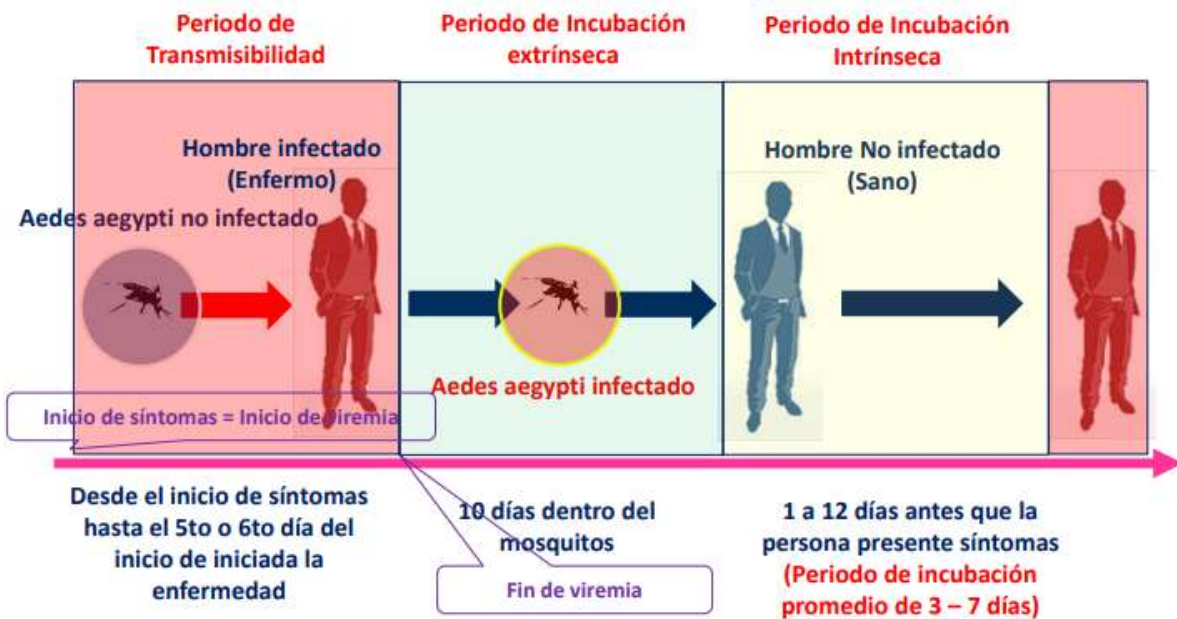 Periodo de
Transmisibilidad
Periodo de Incubación
extrínseca
Periodo de Incubación
Intrínseca
Hombre infectado
(Enfermo)
Aedes aegypti no infectado
Aedes aegypti infectado
Hombre No infectado
(Sano)
Inicio de síntomas = Inicio de viremia
Desde el inicio de síntomas
hasta el 5to o 6to día del
inicio de iniciada la
enfermedad
10 días dentro del
mosquitos
Fin de viremia
1 a 12 días antes que la
persona presente síntomas
(Periodo de incubación
promedio de 3 – 7 días)